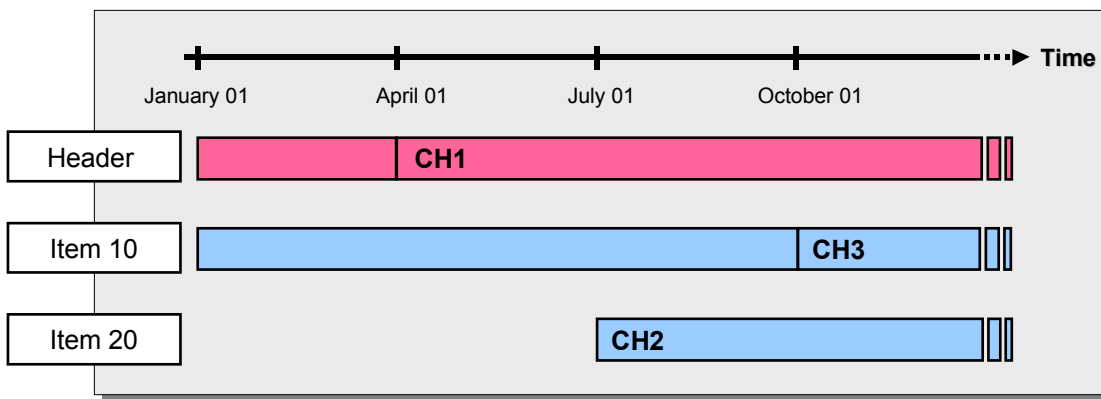 Time
January 01
April 01
July 01
October 01
Header
CH1
Item 10
CH3
Item 20
CH2